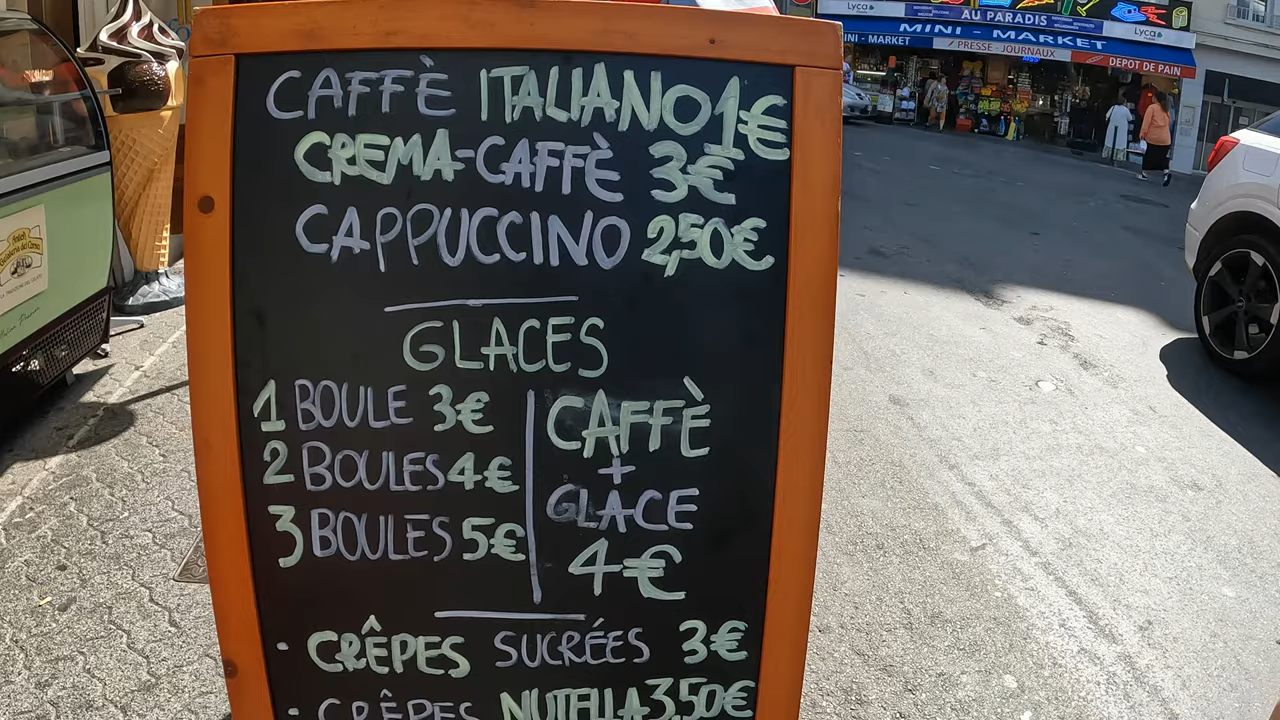 CAFFÈ ITALIANO 1€
CREMA-CAFFÈ 3€
CAPPUCCINO 2,50€
GLACES
1 BOULE 3€
2 BOULES 4€
3 BOULES 5€
CAFFÈ
+
GLACE
4€
· CRÊPES SUCRÉES 3€
· CRÊPES NUTELLA 3,50€
Lyca
AU PARADIS
Lyca
MINI - MARKET
MINI - MARKET
PRESSE - JOURNAUX
DEPOT DE PAIN